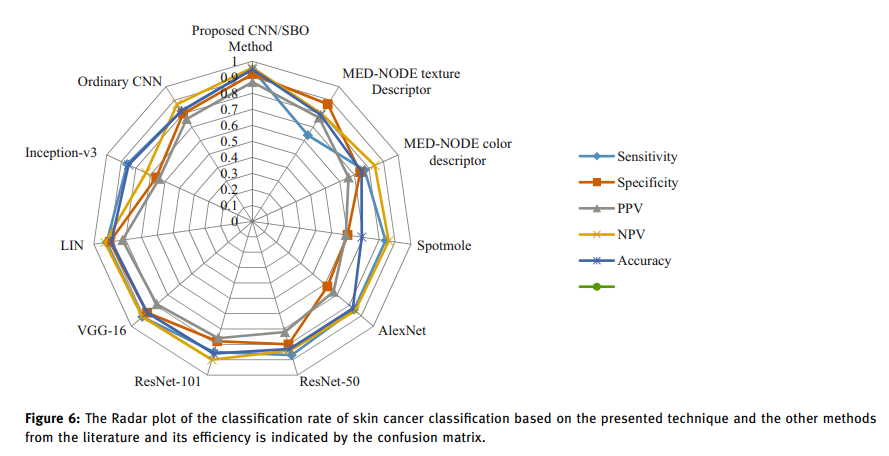 Proposed CNN/SBO
Method
MED-NODE texture
Descriptor
MED-NODE color
descriptor
Spotmole
AlexNet
ResNet-50
ResNet-101
VGG-16
LIN
Inception-v3
Ordinary CNN
1
0.9
0.8
0.7
0.6
0.5
0.4
0.3
0.2
0.1
0
Sensitivity
Specificity
PPV
NPV
Accuracy
Figure 6: The Radar plot of the classification rate of skin cancer classification based on the presented technique and the other methods
from the literature and its efficiency is indicated by the confusion matrix.